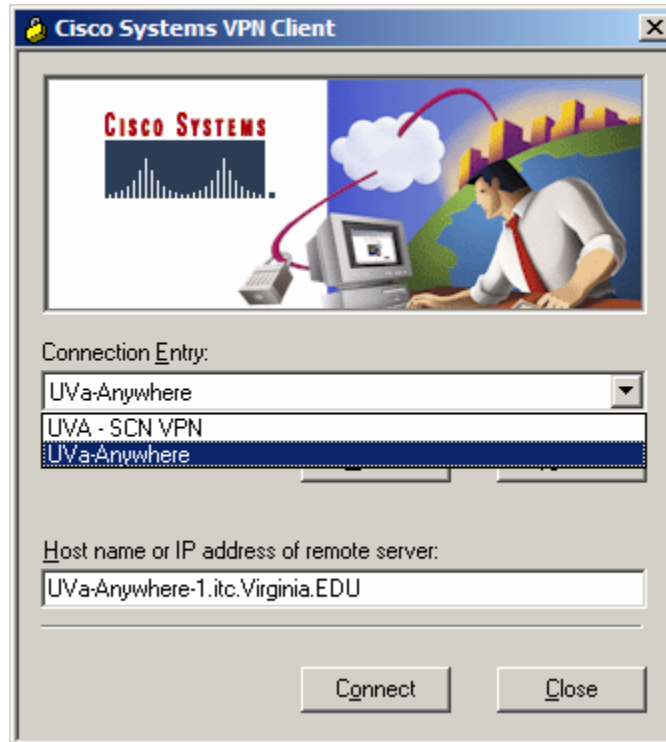 Cisco Systems VPN Client
CISCO SYSTEMS
Connection Entry:
UVa-Anywhere
UVA - SCN VPN
UVa-Anywhere
Host name or IP address of remote server:
UVa-Anywhere-1.itc.Virginia.EDU
Connect
Close